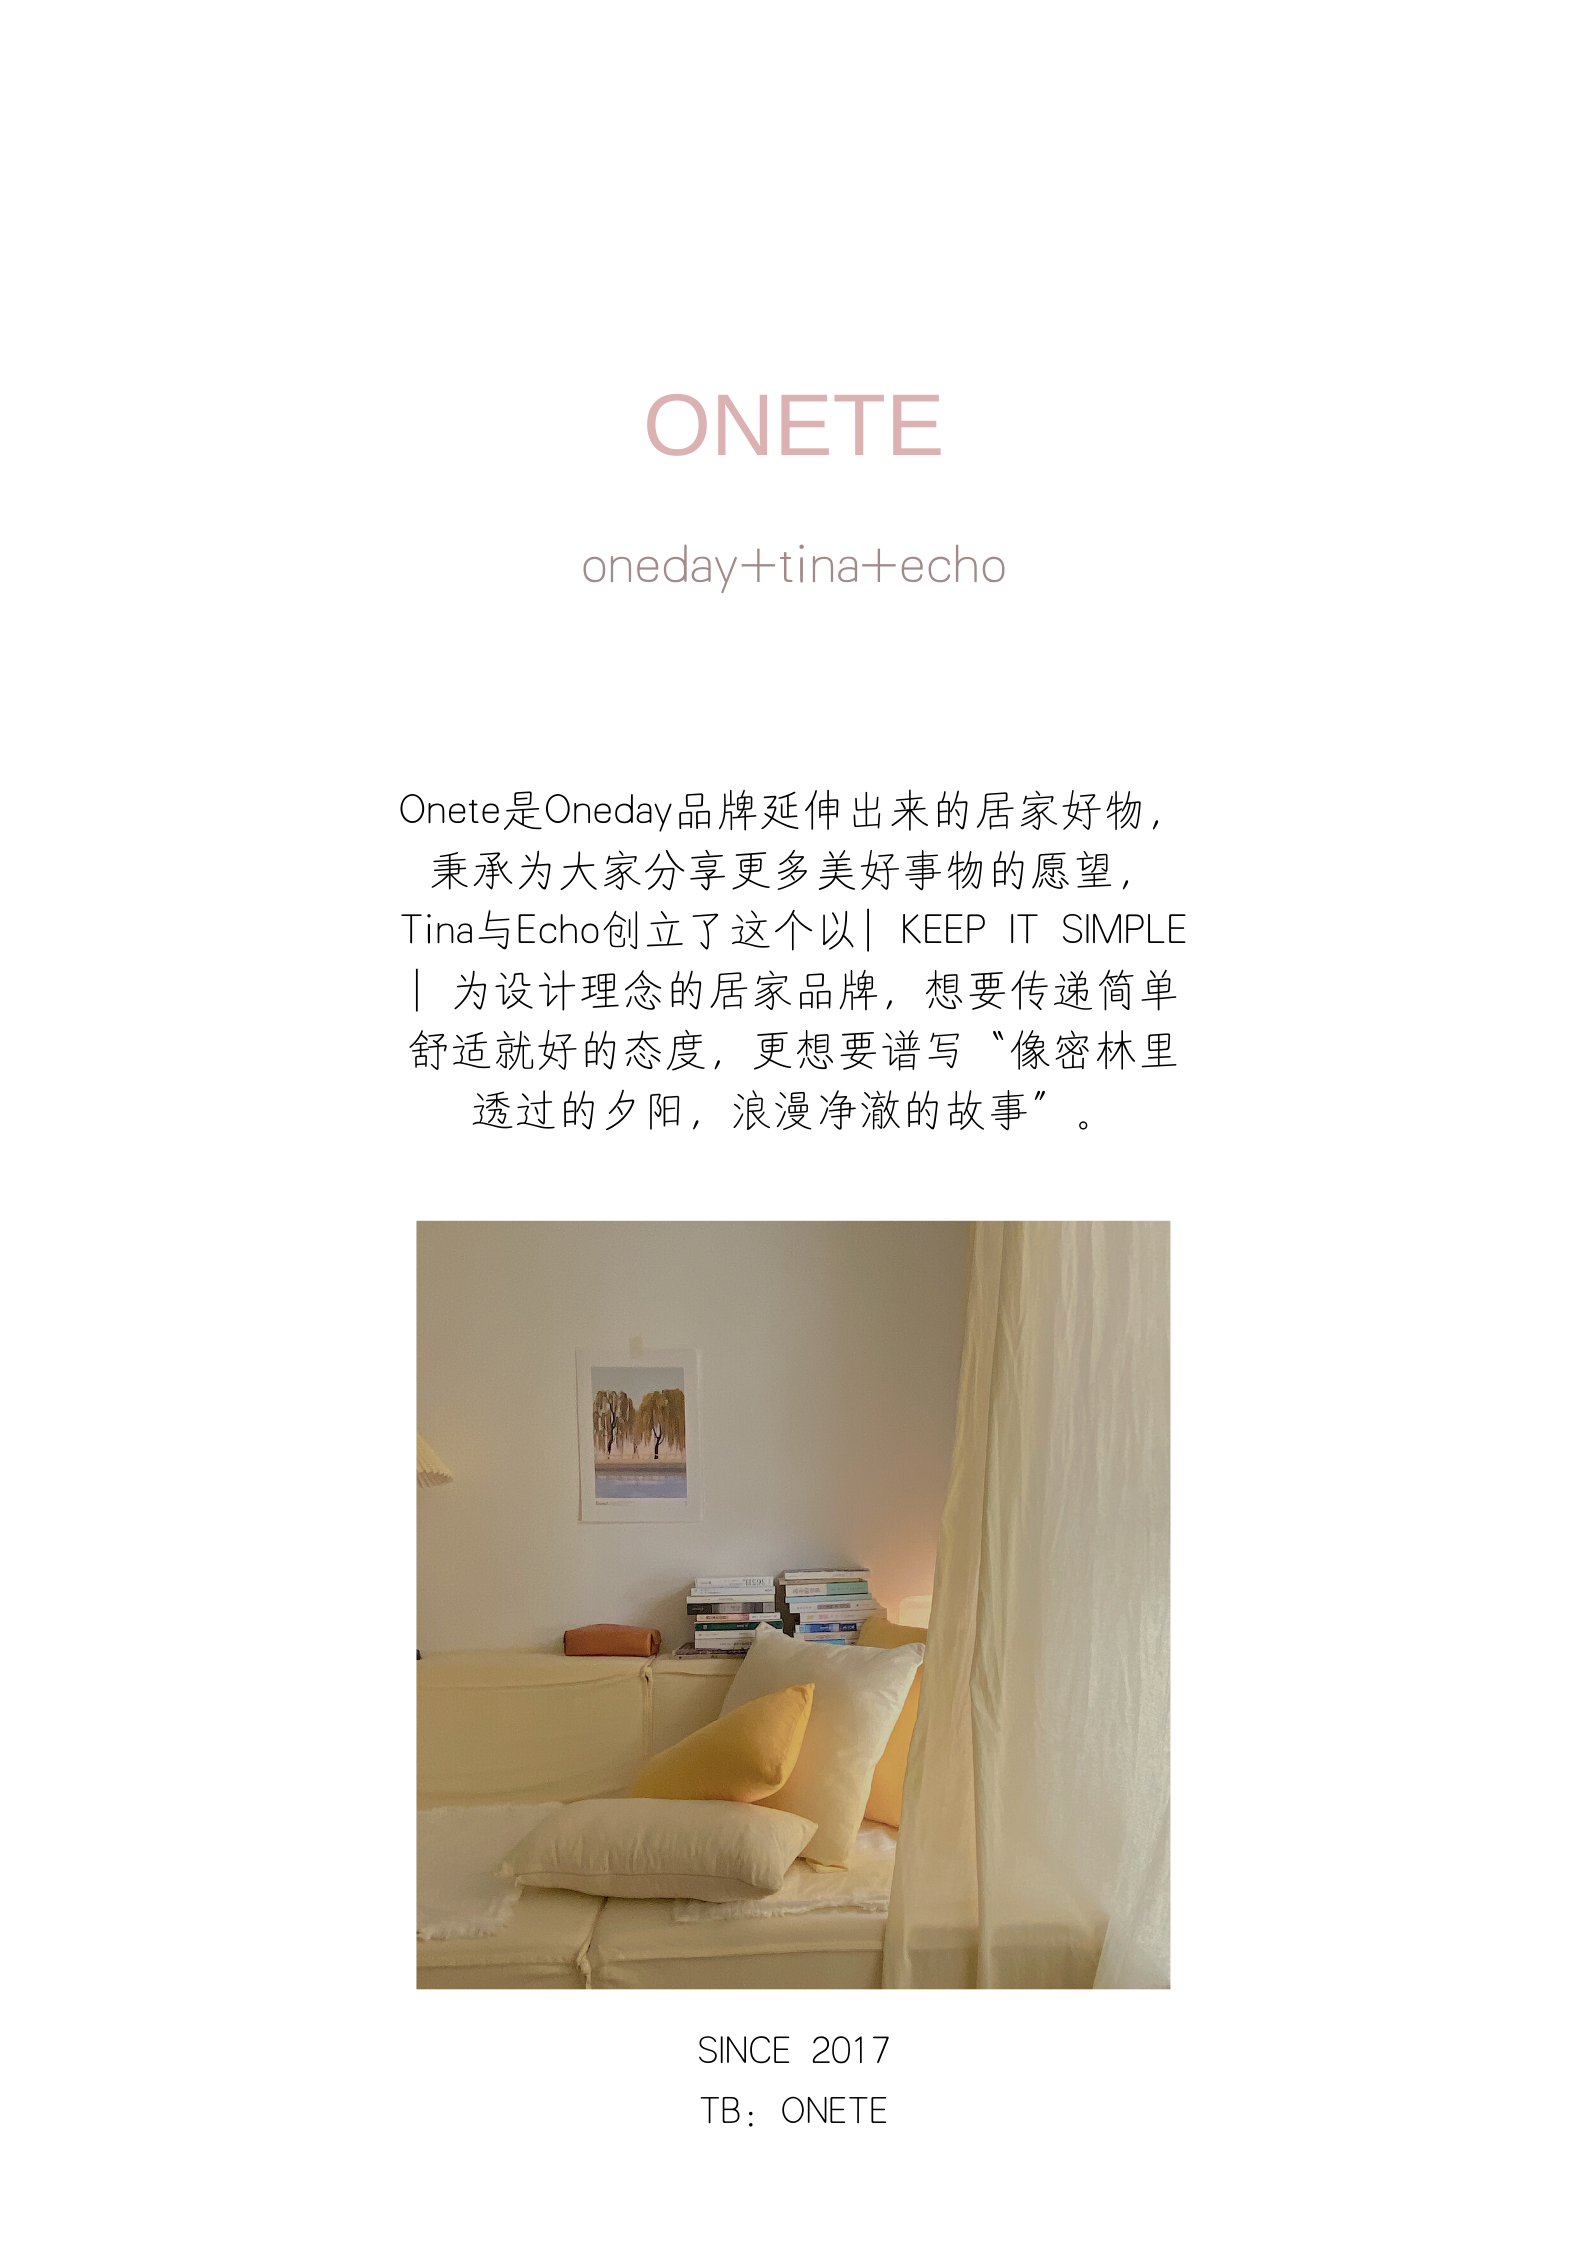 ONETE
oneday+tina+echo
Onete是Oneday品牌延伸出来的居家好物，
秉承为大家分享更多美好事物的愿望，
Tina与Echo创立了这个以| KEEP IT SIMPLE
| 为设计理念的居家品牌，想要传递简单
舒适就好的态度，更想要谱写“像密林里
透过的夕阳，浪漫净澈的故事”。
SINCE 2017
TB：ONETE